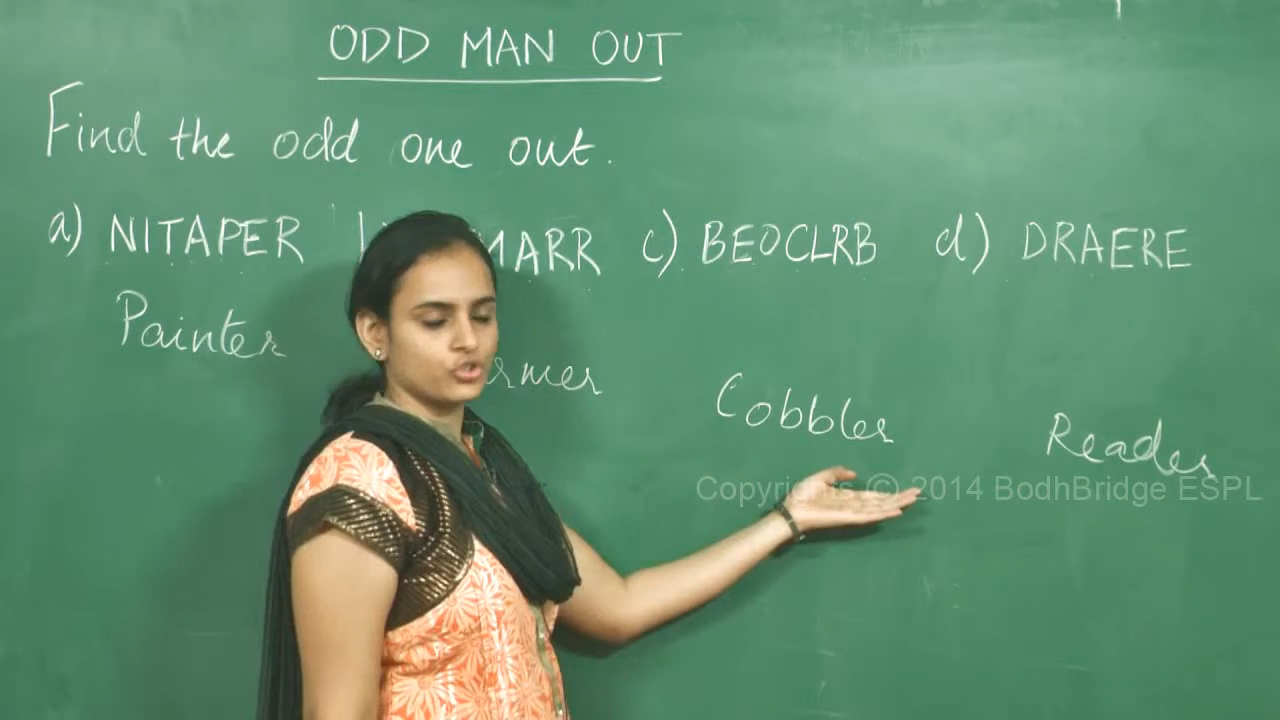 ODD MAN OUT
Find the odd one out.
a) NITAPER MARR c) BEOCLRB d) DRAERE
Painter rmer Cobbler Reader
Copyrights © 2014 BodhBridge ESPL